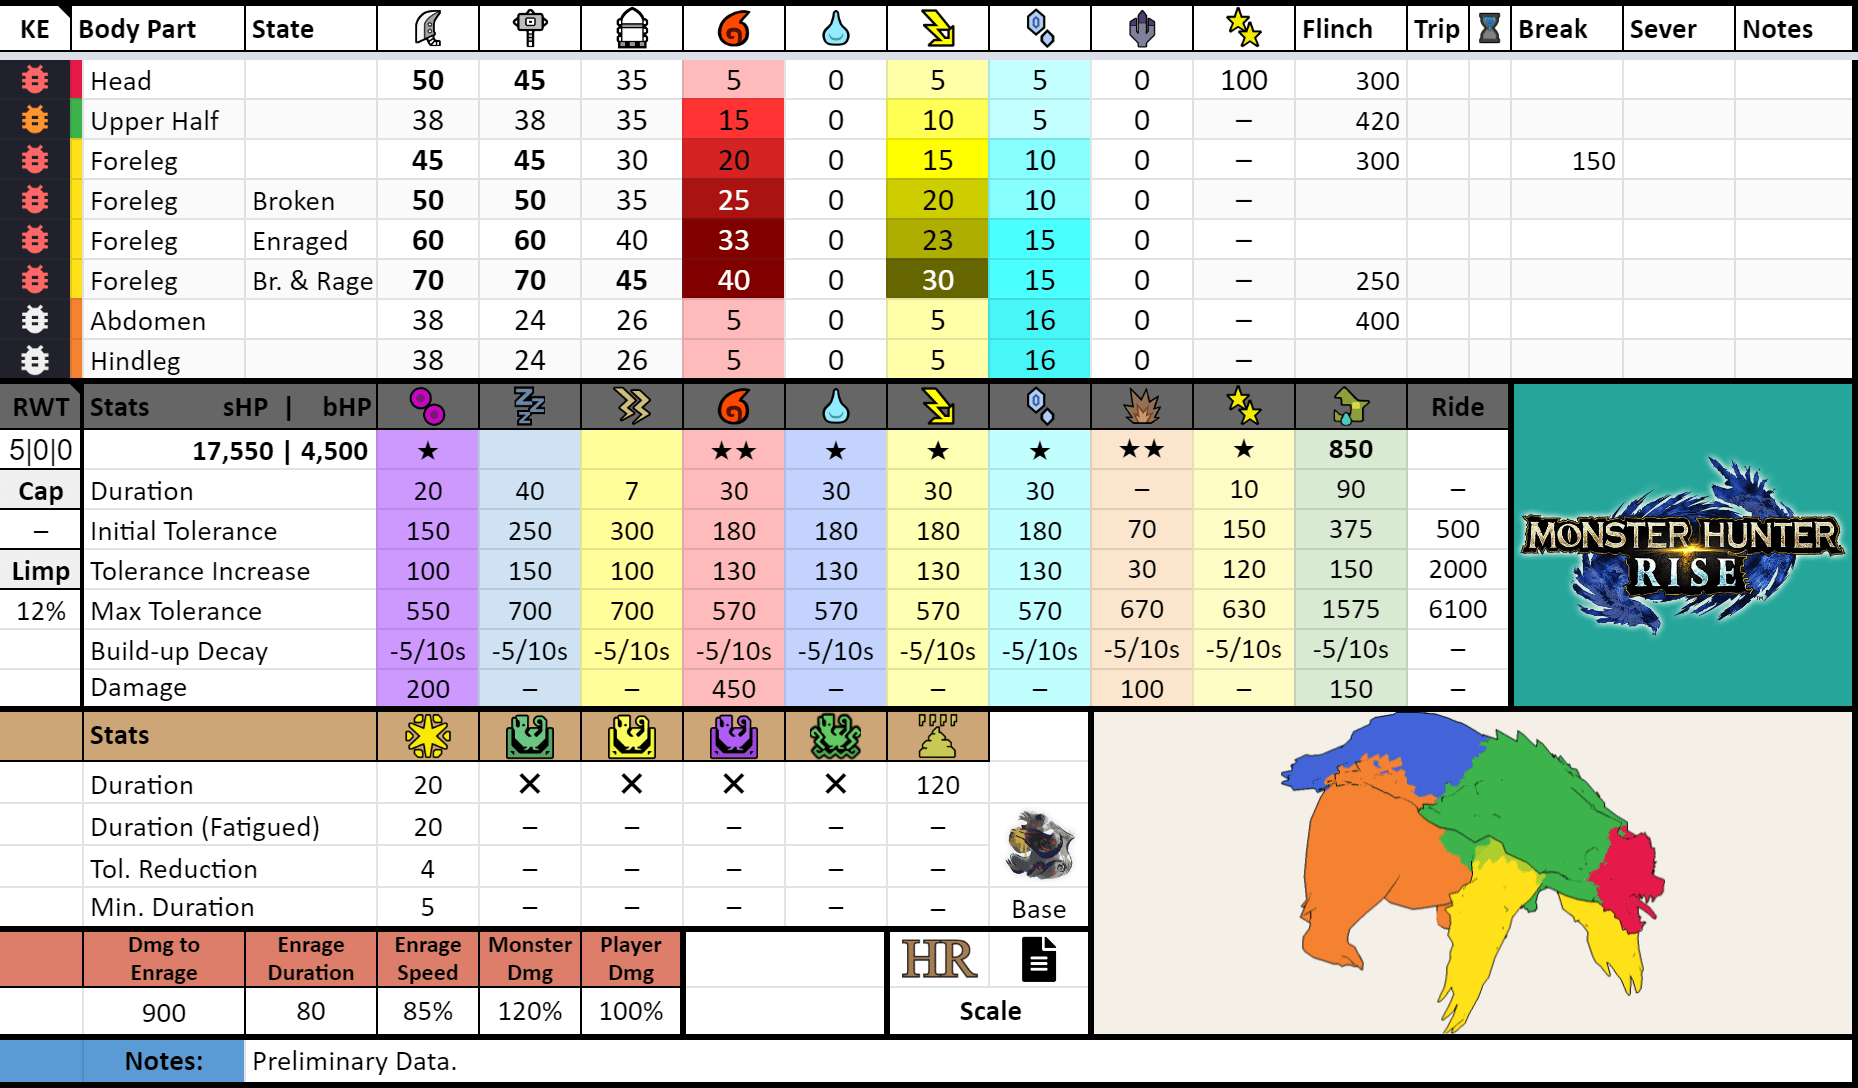 KE Body Part State Flinch Trip Break Sever Notes
Head 50 45 35 5 0 5 5 0 100 300
Upper Half 38 38 35 15 0 10 5 0 – 420
Foreleg 45 45 30 20 0 15 10 0 – 300 150
Foreleg Broken 50 50 35 25 0 20 10 0 –
Foreleg Enraged 60 60 40 33 0 23 15 0 –
Foreleg Br. & Rage 70 70 45 40 0 30 15 0 – 250
Abdomen 38 24 26 5 0 5 16 0 – 400
Hindleg 38 24 26 5 0 5 16 0 –
RWT Stats sHP | bHP Ride
5|0|0 17,550 | 4,500 ★ ★★ ★ ★ ★ ★★ ★ 850
Cap Duration 20 40 7 30 30 30 30 – 10 90 –
– Initial Tolerance 150 250 300 180 180 180 180 70 150 375 500
Limp Tolerance Increase 100 150 100 130 130 130 130 30 120 150 2000
12% Max Tolerance 550 700 700 570 570 570 570 670 630 1575 6100
Build-up Decay -5/10s -5/10s -5/10s -5/10s -5/10s -5/10s -5/10s -5/10s -5/10s -5/10s –
Damage 200 – – 450 – – – 100 – 150 –
MONSTER HUNTER
RISE
Stats
Duration 20 ✕ ✕ ✕ ✕ 120
Duration (Fatigued) 20 – – – – –
Tol. Reduction 4 – – – – –
Min. Duration 5 – – – – – Base
Dmg to Enrage Enrage Monster Player
Enrage Duration Speed Dmg Dmg
HR
900 80 85% 120% 100% Scale
Notes: Preliminary Data.